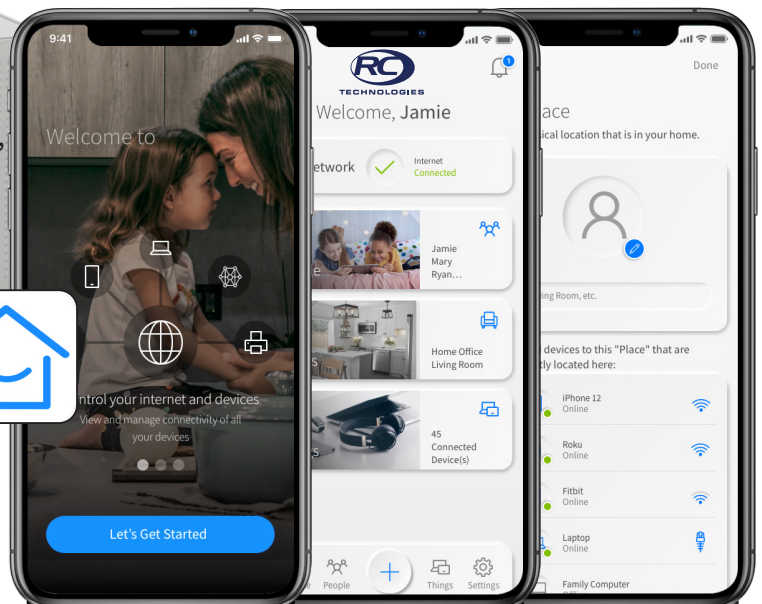 9:41
Welcome to
ntrol your internet and devices
View and manage connectivity of all
your devices
Let's Get Started
RC
TECHNOLOGIES
1
Welcome, Jamie
etwork
Internet
Connected
Jamie
Mary
Ryan...
Home Office
Living Room
45
Connected
Device(s)
People
Things
Settings
Done
ace
ical location that is in your home.
ing Room, etc.
devices to this "Place" that are
tly located here:
iPhone 12
Online
Roku
Online
Fitbit
Online
Laptop
Online
Family Computer